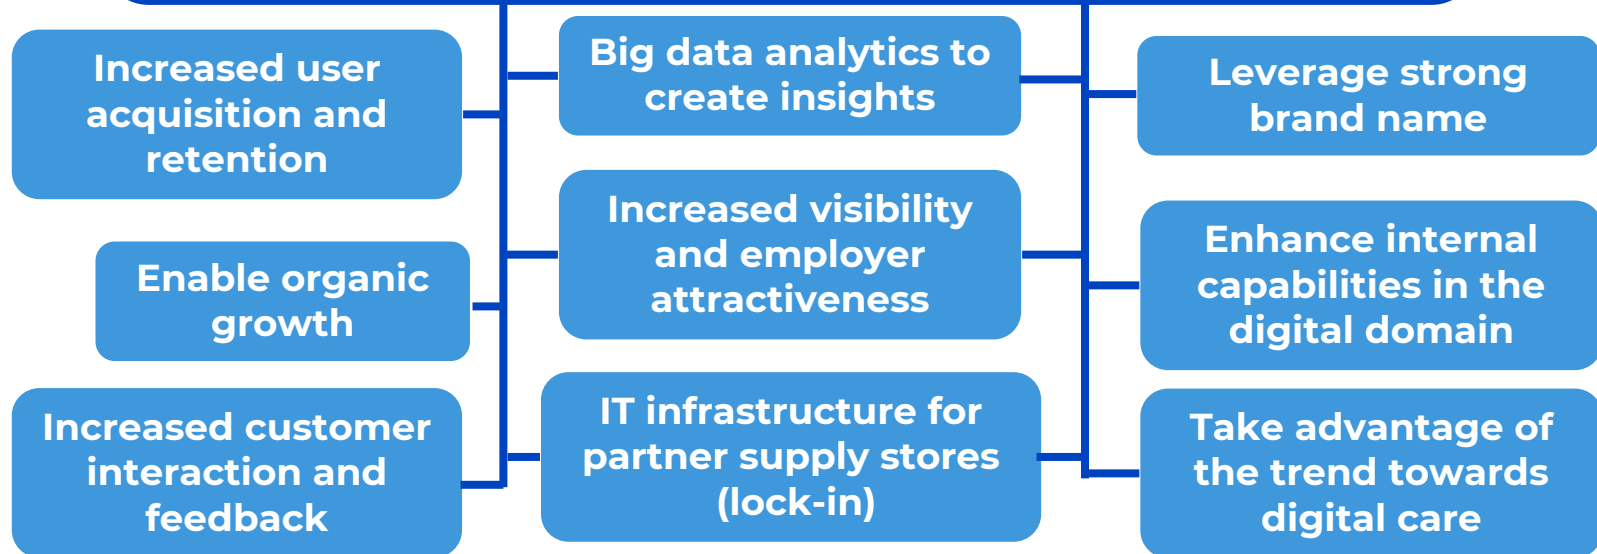 Increased user
acquisition and
retention
Big data analytics to
create insights
Leverage strong
brand name
Enable organic
growth
Increased visibility
and employer
attractiveness
Enhance internal
capabilities in the
digital domain
Increased customer
interaction and
feedback
IT infrastructure for
partner supply stores
(lock-in)
Take advantage of
the trend towards
digital care